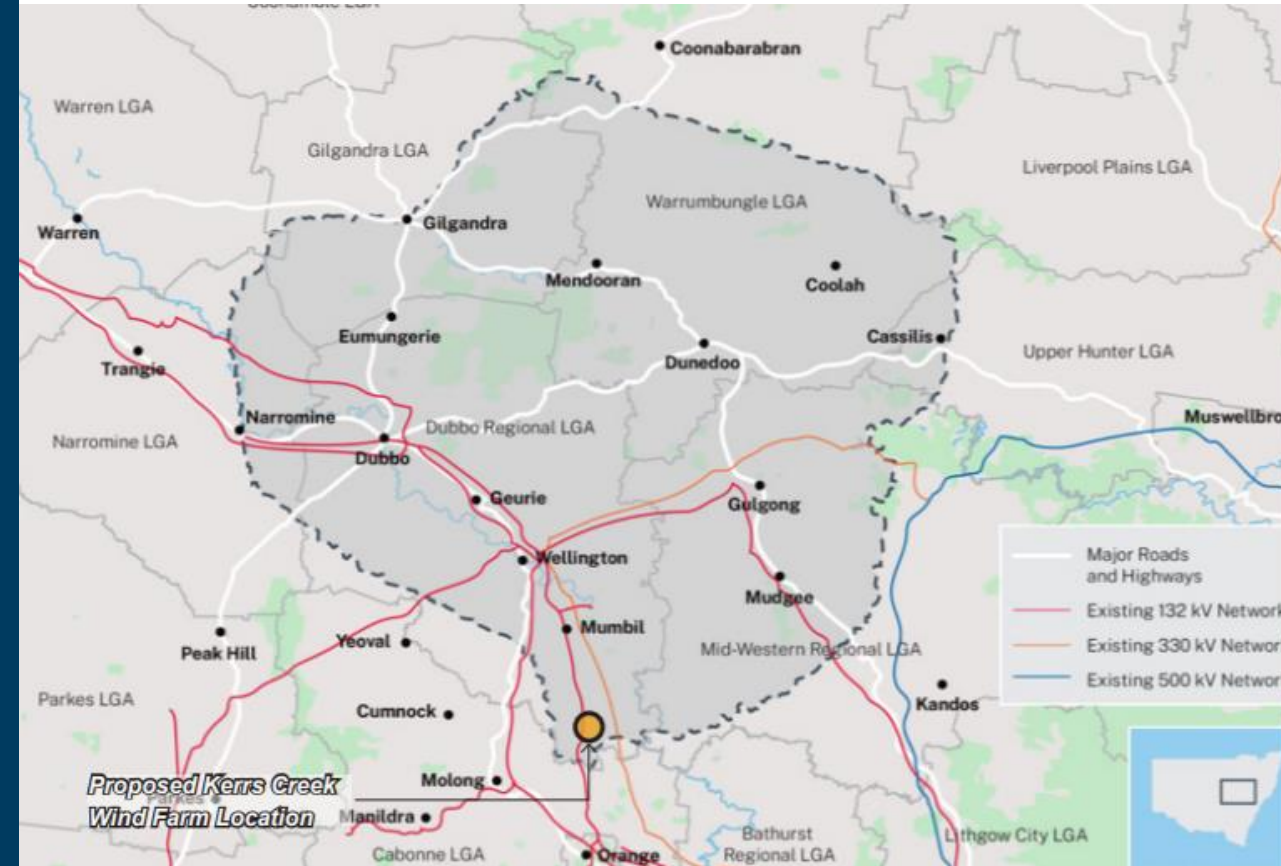 Coonabarabran
Warren LGA
Gilgandra LGA
Liverpool Plains LGA
Warrumbungle LGA
Warren
Gilgandra
Mendooran
Coolah
Eumungerie
Cassilis
Dunedoo
Upper Hunter LGA
Trangie
Narromine
Narromine LGA
Dubbo Regional LGA
Muswellbro
Dubbo
Geurie
Gulgong
Wellington
Major Roads
and Highways
Mudgee
Existing 132 kV Network
Mumbil
Yeoval
Peak Hill
Mid-Western Regional LGA
Existing 330 kV Networ
Existing 500 kV Networ
Parkes LGA
Cumnock
Kandos
Proposed Kerrs Creek
Wind Farm Location
Parkes
Molong
Manildra
Bathurst
Regional LGA
Lithgow City LGA
Cabonne LGA
Orange